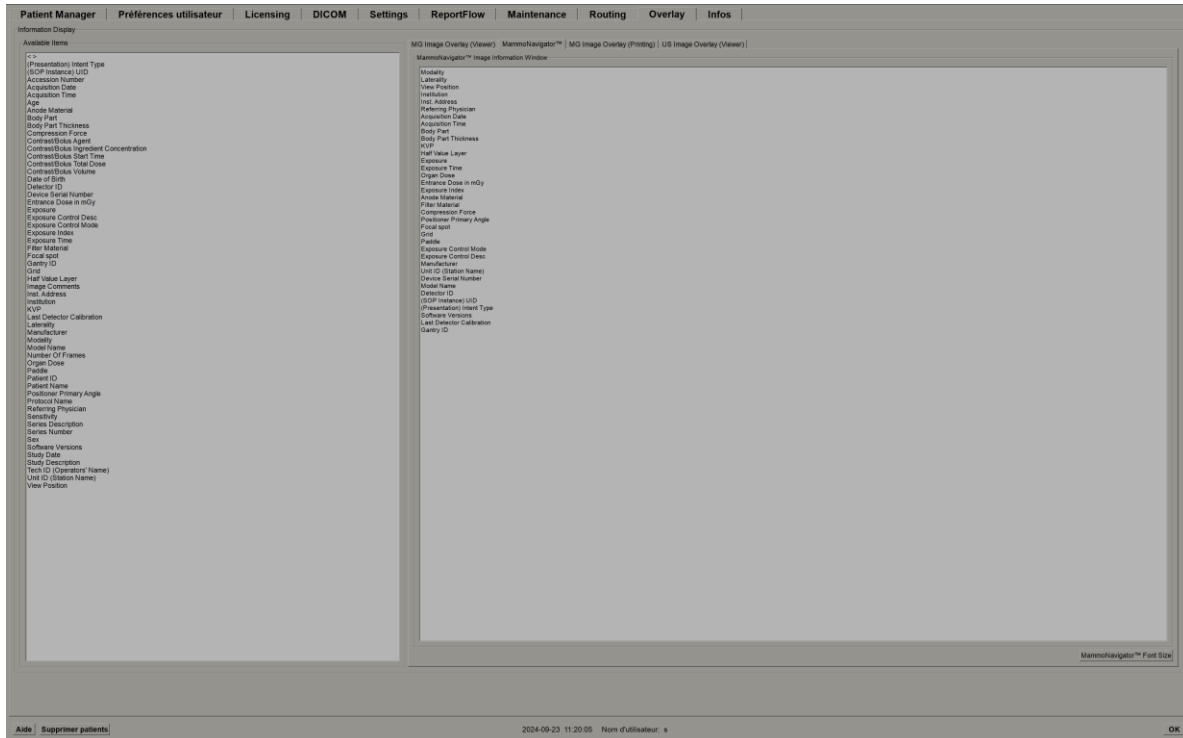 Patient Manager Préférences utilisateur Licensing DICOM Settings ReportFlow Maintenance Routing Overlay Infos
Information Display
Available Items
< >
(Presentation) Intent Type
(SOP Instance) UID
Accession Number
Acquisition Date
Acquisition Time
Age
Anode Material
Body Part
Body Part Thickness
Compression Force
Contrast/Bolus Agent
Contrast/Bolus Ingredient Concentration
Contrast/Bolus Start Time
Contrast/Bolus Total Dose
Contrast/Bolus Volume
Date of Birth
Detector ID
Device Serial Number
Entrance Dose in mGy
Exposure
Exposure Control Desc
Exposure Control Mode
Exposure Index
Exposure Time
Filter Material
Focal spot
Gantry ID
Grid
Half Value Layer
Image Comments
Inst. Address
Institution
KVP
Last Detector Calibration
Laterality
Manufacturer
Modality
Model Name
Number Of Frames
Organ Dose
Paddle
Patient ID
Patient Name
Positioner Primary Angle
Protocol Name
Referring Physician
Sensitivity
Series Description
Series Number
Sex
Software Versions
Study Date
Study Description
Tech ID (Operators' Name)
Unit ID (Station Name)
View Position
MG Image Overlay (Viewer) MammoNavigator™ MG Image Overlay (Printing) US Image Overlay (Viewer)
MammoNavigator™ Image Information Window
Modality
Laterality
View Position
Institution
Inst. Address
Referring Physician
Acquisition Date
Acquisition Time
Body Part
Body Part Thickness
KVP
Half Value Layer
Exposure
Exposure Time
Organ Dose
Entrance Dose in mGy
Exposure Index
Anode Material
Filter Material
Compression Force
Positioner Primary Angle
Focal spot
Grid
Paddle
Exposure Control Mode
Exposure Control Desc
Manufacturer
Unit ID (Station Name)
Device Serial Number
Model Name
Detector ID
(SOP Instance) UID
(Presentation) Intent Type
Software Versions
Last Detector Calibration
Gantry ID
MammoNavigator™ Font Size
Aide Supprimer patients 2024-09-23 11:20:05 Nom d'utilisateur: s OK